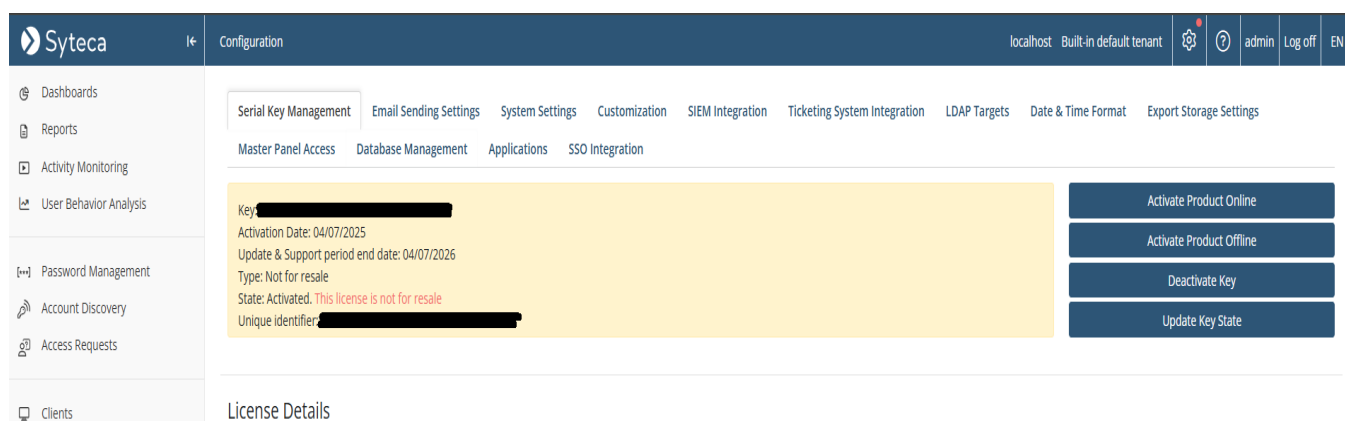 Syteca
Configuration
localhost Built-in default tenant admin Log off EN
Dashboards
Reports
Activity Monitoring
User Behavior Analysis
Password Management
Account Discovery
Access Requests
Clients
Serial Key Management Email Sending Settings System Settings Customization SIEM Integration Ticketing System Integration LDAP Targets Date & Time Format Export Storage Settings
Master Panel Access Database Management Applications SSO Integration
Key:
Activation Date: 04/07/2025
Update & Support period end date: 04/07/2026
Type: Not for resale
State: Activated. This license is not for resale
Unique identifier:
Activate Product Online
Activate Product Offline
Deactivate Key
Update Key State
License Details